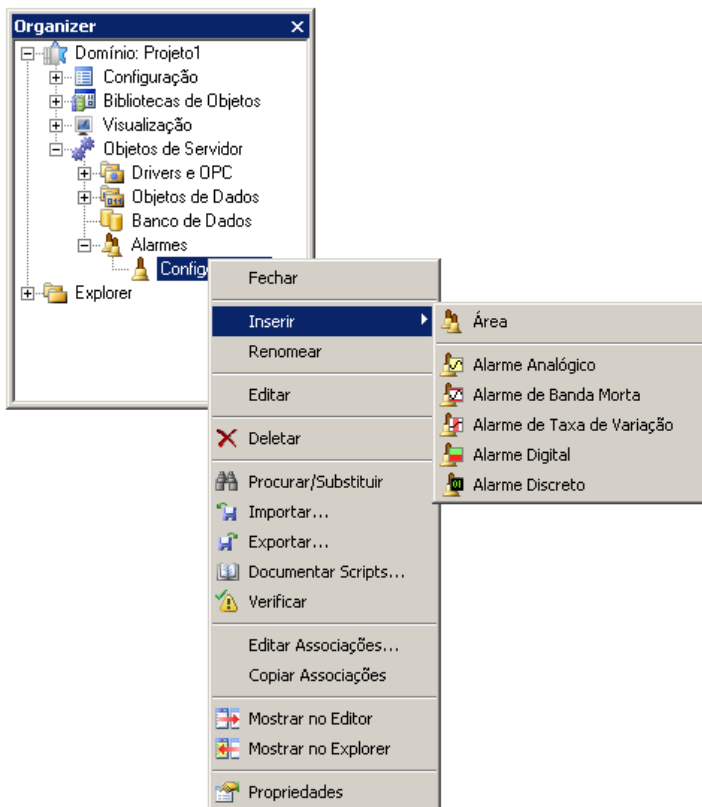 Organizer
Domínio: Projeto1
Configuração
Bibliotecas de Objetos
Visualização
Objetos de Servidor
Drivers e OPC
Objetos de Dados
Banco de Dados
Alarmes
Explorer
Fechar
Inserir
Renomear
Editar
Deletar
Procurar/Substituir
Importar...
Exportar...
Documentar Scripts...
Verificar
Editar Associações...
Copiar Associações
Mostrar no Editor
Mostrar no Explorer
Propriedades
Área
Alarme Analógico
Alarme de Banda Morta
Alarme de Taxa de Variação
Alarme Digital
Alarme Discreto